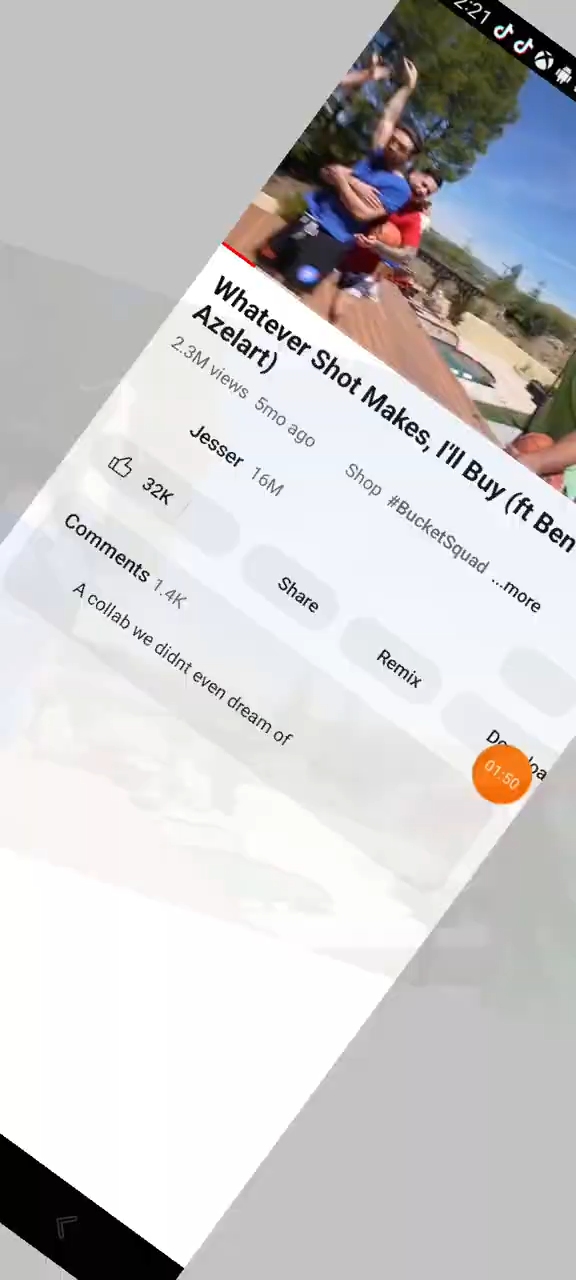 2:21
Whatever Shot Makes, I'll Buy (ft Ben
Azelart)
2.3M views 5mo ago Shop #BucketSquad ...more
Jesser 16M
32K
Share
Remix
Comments 1.4K
A collab we didnt even dream of
01:50